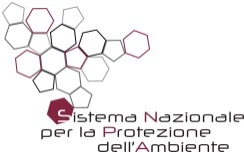 Sistema Nazionale
per la Protezione
dell'Ambiente